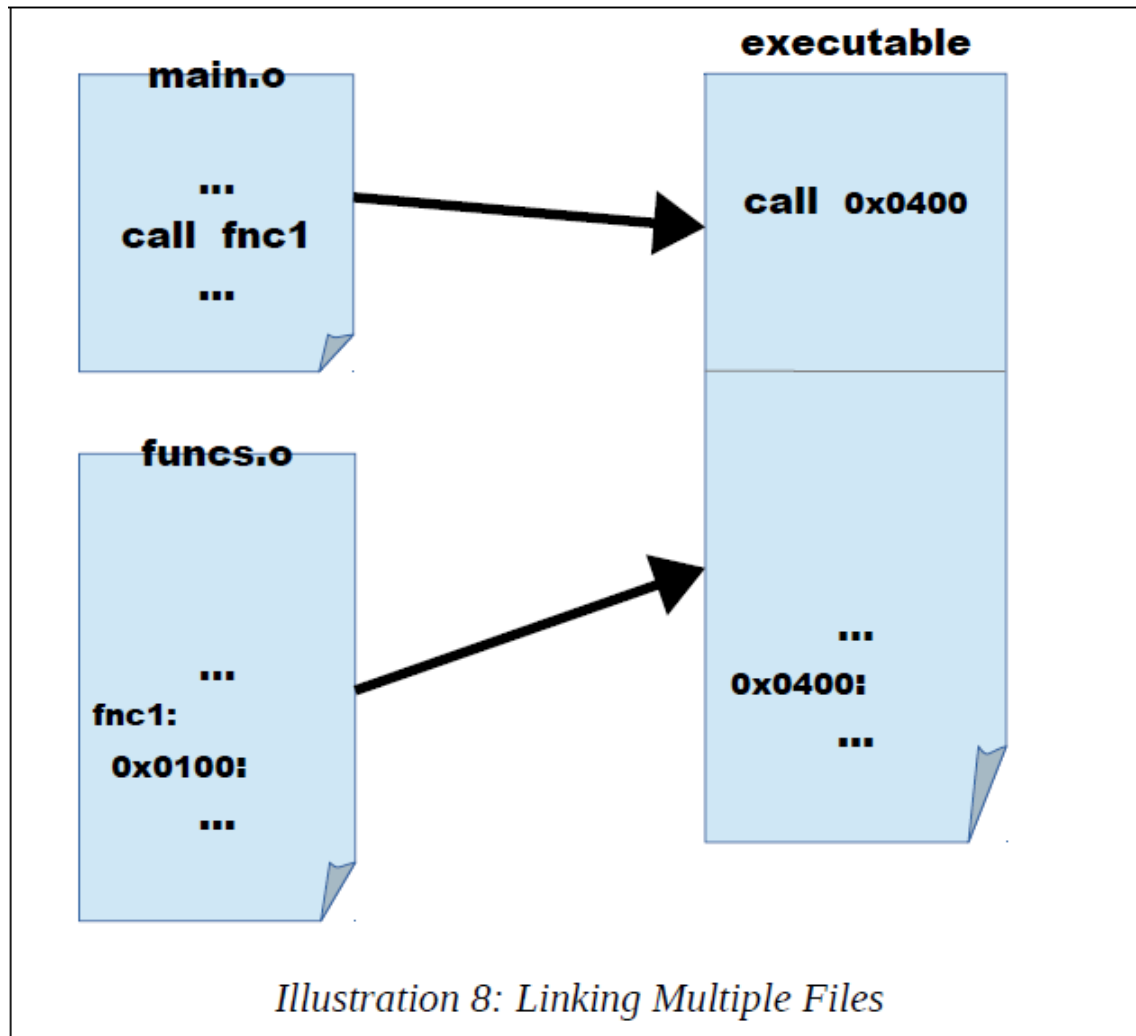 main.o
...
call fnc1
...
funcs.o
...
fnc1:
0x0100:
...
executable
call 0x0400
...
0x0400:
...
Illustration 8: Linking Multiple Files